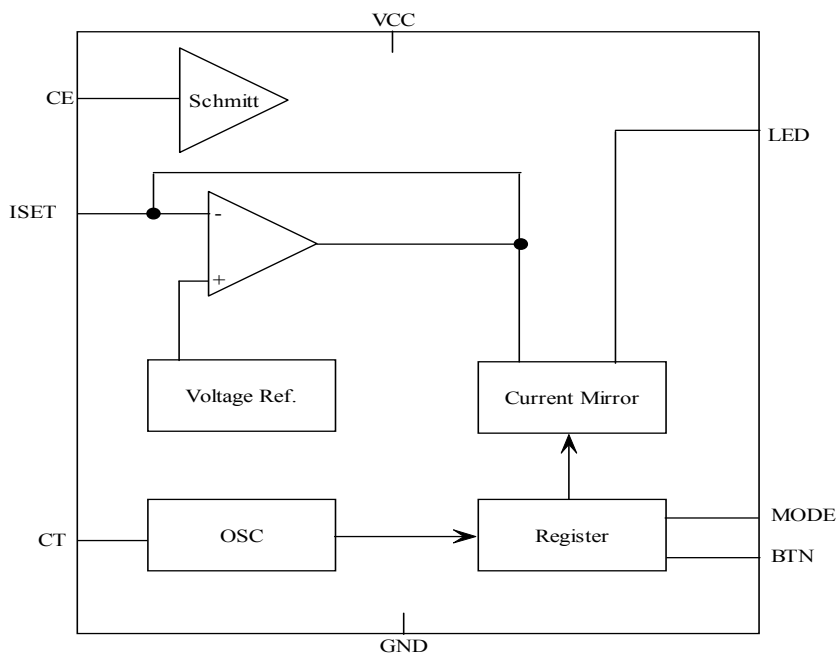 VCC
CE
Schmitt
LED
ISET
-
+
Voltage Ref.
Current Mirror
CT
OSC
Register
MODE
BTN
GND